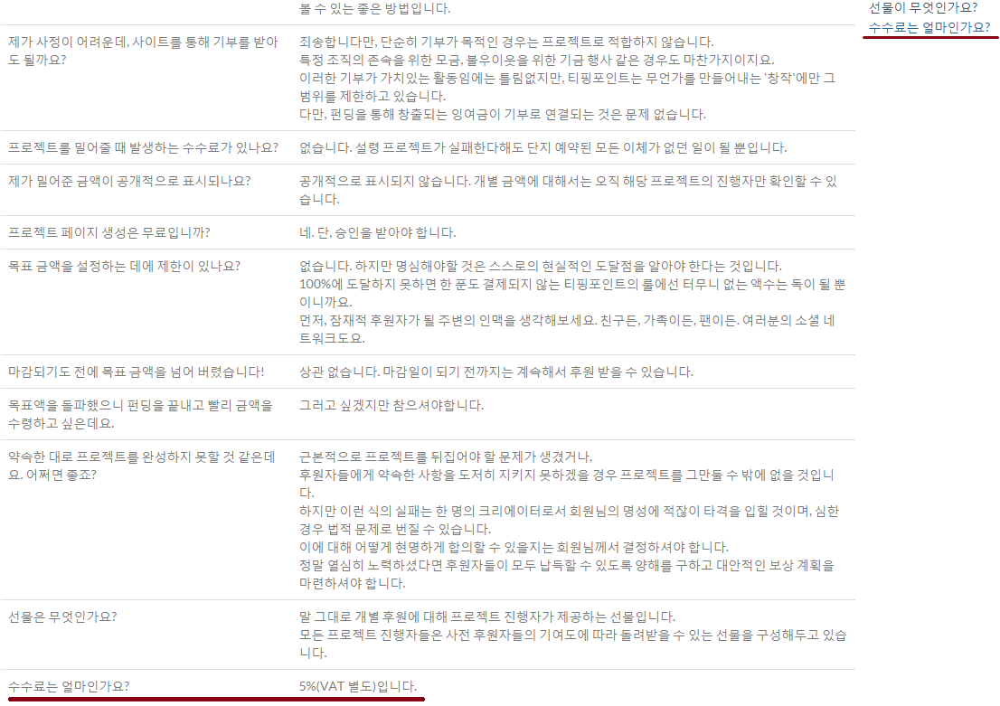 볼 수 있는 좋은 방법입니다.
제가 사정이 어려운데, 사이트를 통해 기부를 받아
도 될까요?
죄송합니다만, 단순히 기부가 목적인 경우는 프로젝트로 적합하지 않습니다.
특정 조직의 존속을 위한 모금, 불우이웃을 위한 기금 행사 같은 경우도 마찬가지이지요.
이러한 기부가 가치있는 활동임에는 틀림없지만, 티핑포인트는 무언가를 만들어내는 '창작'에만 그
범위를 제한하고 있습니다.
다만, 펀딩을 통해 창출되는 잉여금이 기부로 연결되는 것은 문제 없습니다.
프로젝트를 밀어줄 때 발생하는 수수료가 있나요?
없습니다. 설령 프로젝트가 실패한다해도 단지 예약된 모든 이체가 없던 일이 될 뿐입니다.
제가 밀어준 금액이 공개적으로 표시되나요?
공개적으로 표시되지 않습니다. 개별 금액에 대해서는 오직 해당 프로젝트의 진행자만 확인할 수 있
습니다.
프로젝트 페이지 생성은 무료입니까?
네. 단, 승인을 받아야 합니다.
목표 금액을 설정하는 데에 제한이 있나요?
없습니다. 하지만 명심해야할 것은 스스로의 현실적인 도달점을 알아야 한다는 것입니다.
100%에 도달하지 못하면 한 푼도 결제되지 않는 티핑포인트의 룰에선 터무니 없는 액수는 독이 될 뿐
이니까요.
먼저, 잠재적 후원자가 될 주변의 인맥을 생각해보세요. 친구든, 가족이든, 팬이든. 여러분의 소셜 네
트워크도요.
마감되기도 전에 목표 금액을 넘어 버렸습니다!
상관 없습니다. 마감일이 되기 전까지는 계속해서 후원 받을 수 있습니다.
목표액을 돌파했으니 펀딩을 끝내고 빨리 금액을
수령하고 싶은데요.
그러고 싶겠지만 참으셔야합니다.
약속한 대로 프로젝트를 완성하지 못할 것 같은데
요. 어쩌면 좋죠?
근본적으로 프로젝트를 뒤집어야 할 문제가 생겼거나,
후원자들에게 약속한 사항을 도저히 지키지 못하겠을 경우 프로젝트를 그만둘 수 밖에 없을 것입니
다.
하지만 이런 식의 실패는 한 명의 크리에이터로서 회원님의 명성에 적잖이 타격을 입힐 것이며, 심한
경우 법적 문제로 번질 수 있습니다.
이에 대해 어떻게 현명하게 합의할 수 있을지는 회원님께서 결정하셔야 합니다.
정말 열심히 노력하셨다면 후원자들이 모두 납득할 수 있도록 양해를 구하고 대안적인 보상 계획을
마련하셔야 합니다.
선물은 무엇인가요?
말 그대로 개별 후원에 대해 프로젝트 진행자가 제공하는 선물입니다.
모든 프로젝트 진행자들은 사전 후원자들의 기여도에 따라 돌려받을 수 있는 선물을 구성해두고 있습
니다.
수수료는 얼마인가요?
5%(VAT 별도)입니다.
선물이 무엇인가요?
수수료는 얼마인가요?